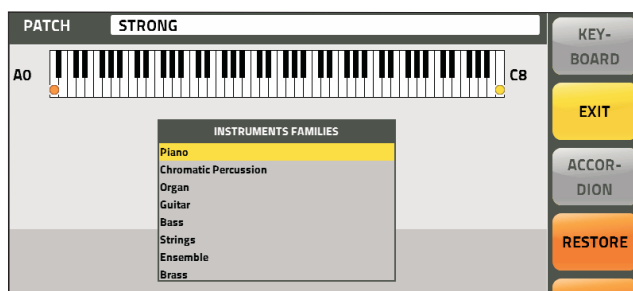 PATCH STRONG
A0 C8
INSTRUMENTS FAMILIES
Piano
Chromatic Percussion
Organ
Guitar
Bass
Strings
Ensemble
Brass
KEY-
BOARD
EXIT
ACCOR-
DION
RESTORE